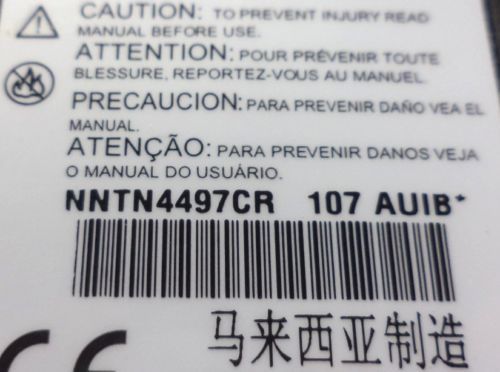 CAUTION: TO PREVENT INJURY READ
MANUAL BEFORE USE.
ATTENTION: POUR PRÉVENIR TOUTE
BLESSURE, REPORTEZ-VOUS AU MANUEL.
PRECAUCION: PARA PREVENIR DAÑO VEA EL
MANUAL.
ATENÇÃO: PARA PREVENIR DANOS VEJA
O MANUAL DO USUÁRIO.
NNTN4497CR 107 AUIB*
CE 马来西亚制造